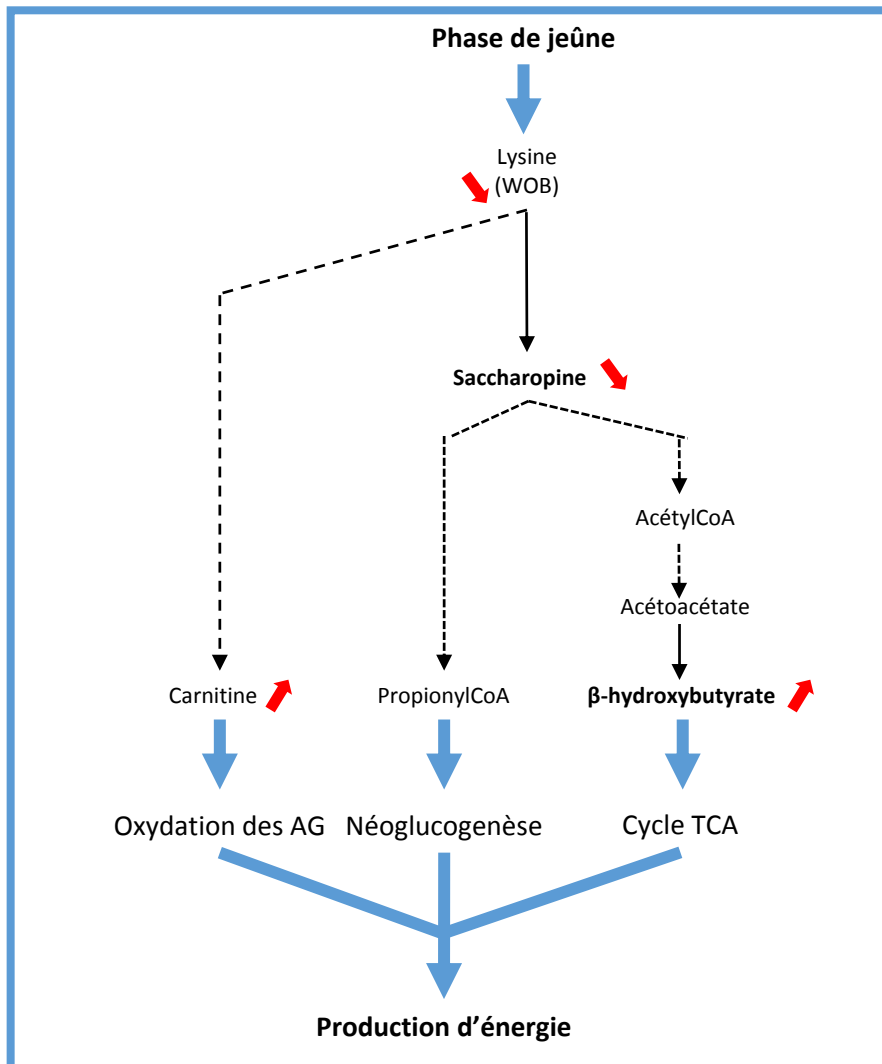 Phase de jeûne
Lysine
(WOB)
Saccharopine
AcétylCoA
Acétoacétate
Carnitine
PropionylCoA
β-hydroxybutyrate
Oxydation des AG
Néoglucogenèse
Cycle TCA
Production d’énergie